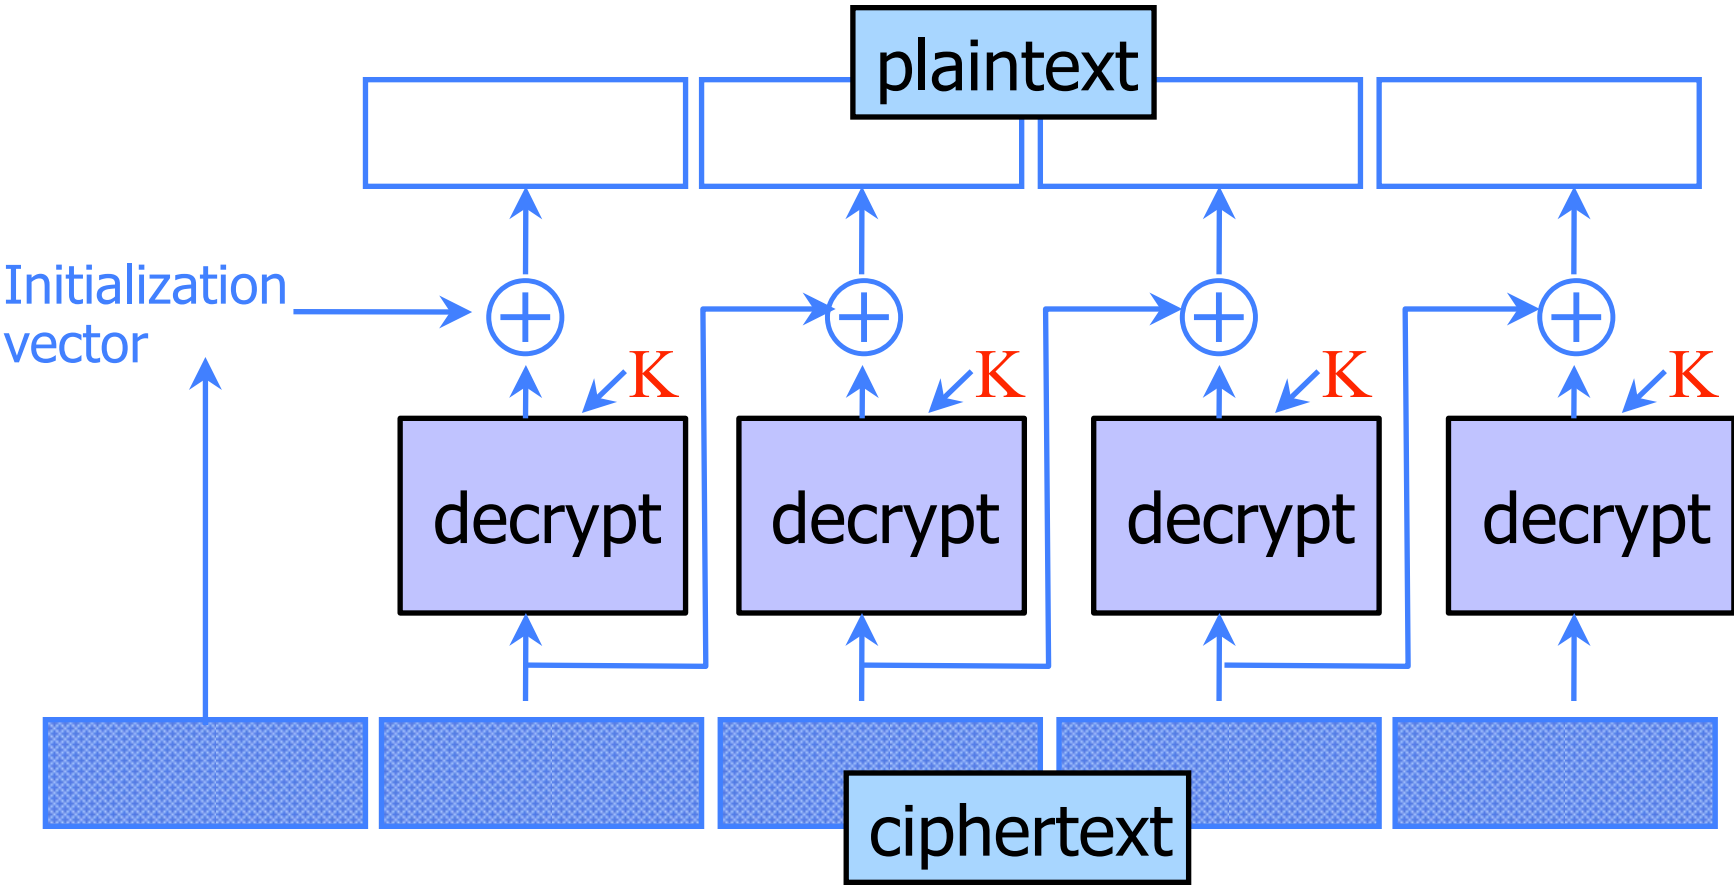 plaintext
Initialization
vector
K K K K
decrypt decrypt decrypt decrypt
ciphertext